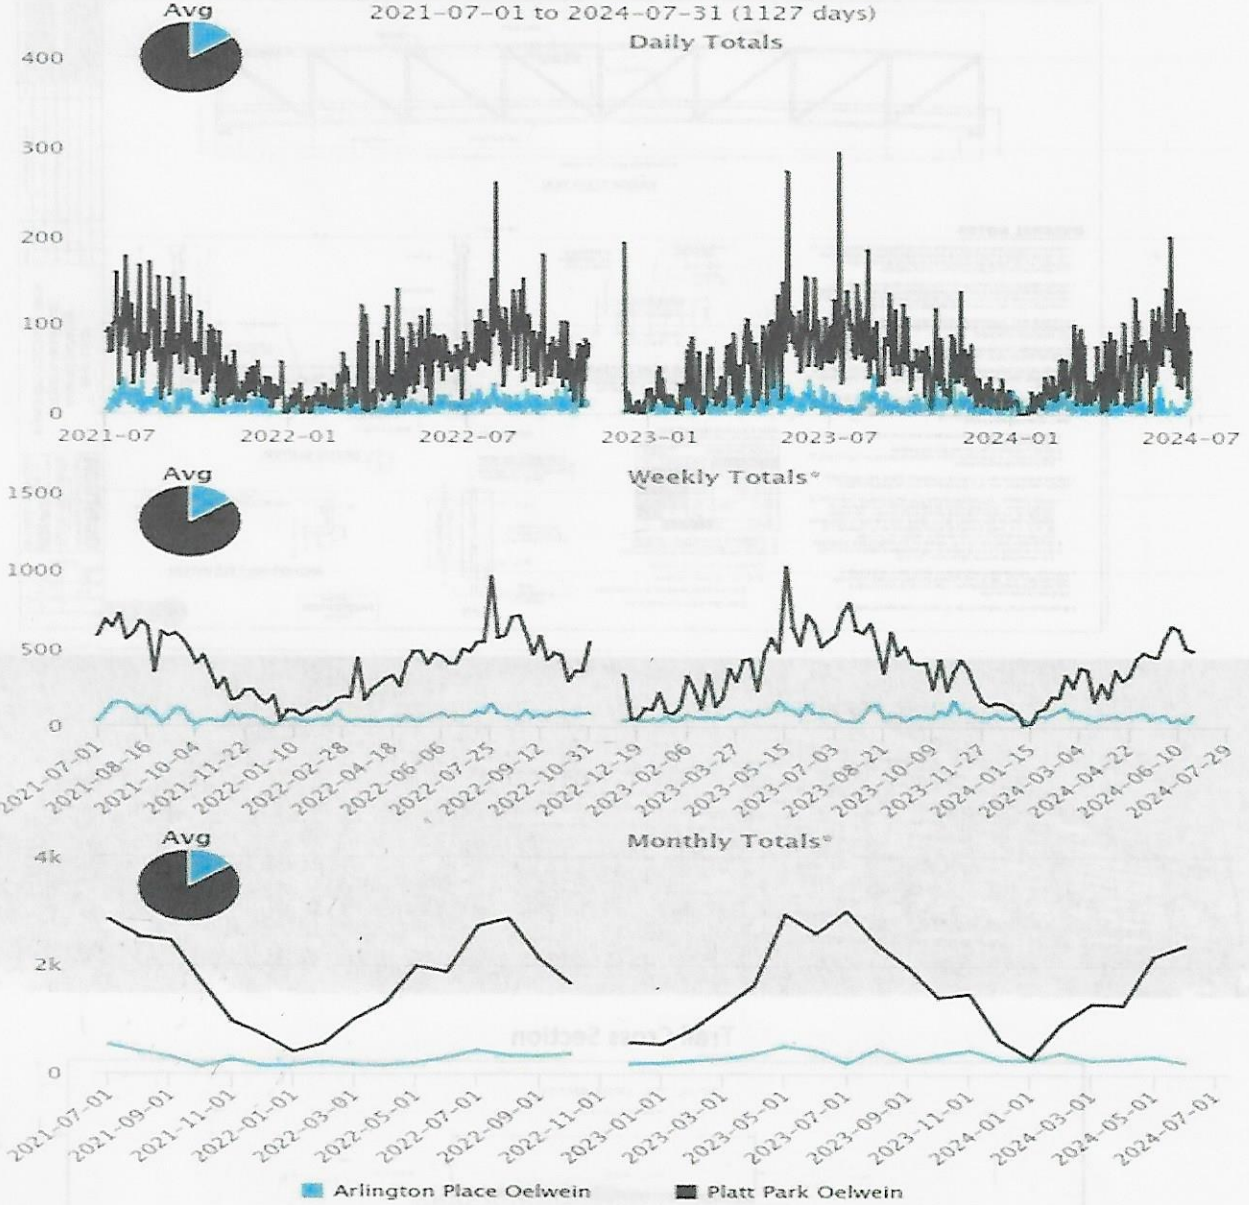 Avg
2021-07-01 to 2024-07-31 (1127 days)
Daily Totals
400
300
200
100
0
2021-07 2022-01 2022-07 2023-01 2023-07 2024-01 2024-07
Avg
Weekly Totals*
1500
1000
500
0
2021-07-01 2021-08-16 2021-10-04 2021-11-22 2022-01-10 2022-02-28 2022-04-18 2022-06-06 2022-07-25 2022-09-12 2022-10-31 2022-12-19 2023-02-06 2023-03-27 2023-05-15 2023-07-03 2023-08-21 2023-10-09 2023-11-27 2024-01-15 2024-03-04 2024-04-22 2024-06-10 2024-07-29
Avg
Monthly Totals*
4k
2k
0
Trail Cross Section
2021-07-01 2021-09-01 2021-11-01 2022-01-01 2022-03-01 2022-05-01 2022-07-01 2022-09-01 2022-11-01 2023-01-01 2023-03-01 2023-05-01 2023-07-01 2023-09-01 2023-11-01 2024-01-01 2024-03-01 2024-05-01 2024-07-01
Arlington Place Oelwein Platt Park Oelwein